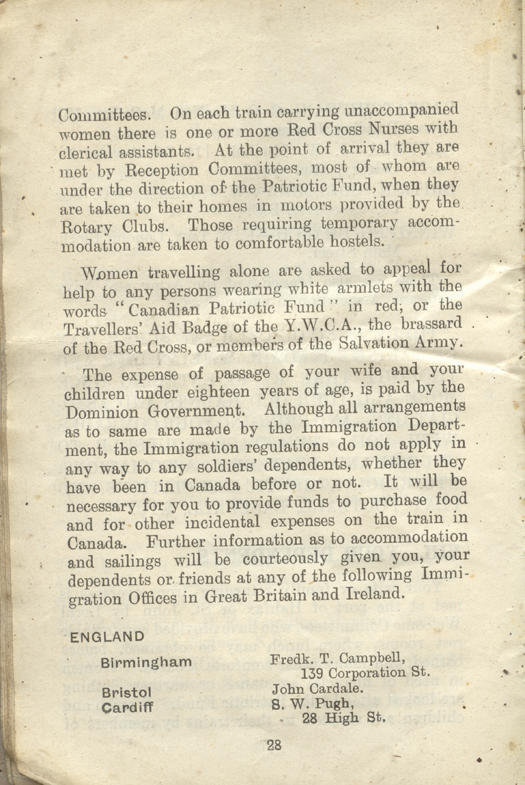 Committees. On each train carrying unaccompanied
women there is one or more Red Cross Nurses with
clerical assistants. At the point of arrival they are
met by Reception Committees, most of whom are
under the direction of the Patriotic Fund, when they
are taken to their homes in motors provided by the
Rotary Clubs. Those requiring temporary accom-
modation are taken to comfortable hostels.
Women travelling alone are asked to appeal for
help to any persons wearing white armlets with the
words "Canadian Patriotic Fund" in red, or the
Travellers' Aid Badge of the Y.W.C.A., the brassard
of the Red Cross, or members of the Salvation Army.
The expense of passage of your wife and your
children under eighteen years of age, is paid by the
Dominion Government. Although all arrangements
as to same are made by the Immigration Depart-
ment, the Immigration regulations do not apply in
any way to any soldiers' dependents, whether they
have been in Canada before or not. It will be
necessary for you to provide funds to purchase food
and for other incidental expenses on the train in
Canada. Further information as to accommodation
and sailings will be courteously given you, your
dependents or friends at any of the following Immi-
gration Offices in Great Britain and Ireland.
ENGLAND
Birmingham Fredk. T. Campbell,
139 Corporation St.
Bristol John Cardale.
Cardiff S. W. Pugh,
28 High St.
28